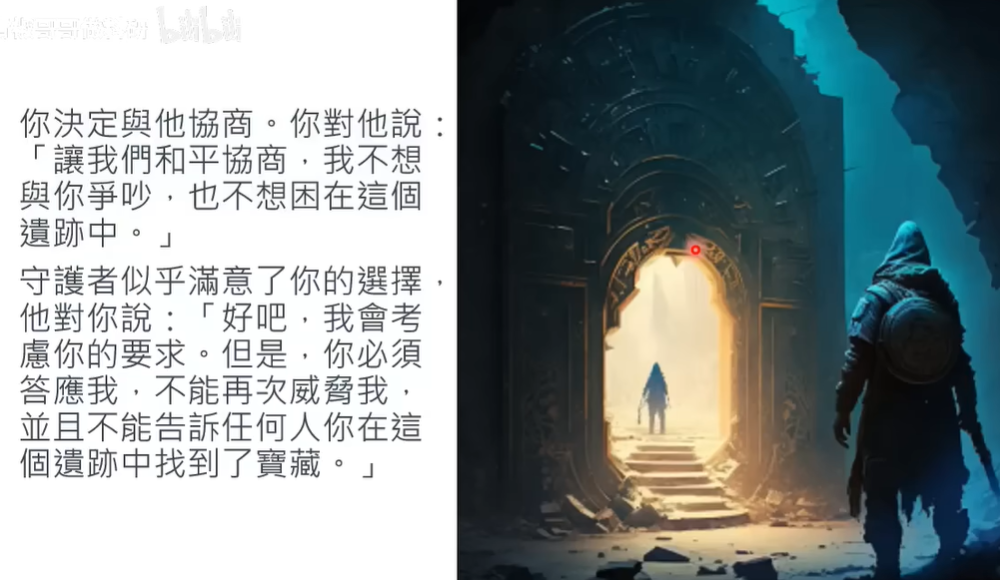 bilibili
你決定與他協商。你對他說：
「讓我們和平協商，我不想
與你爭吵，也不想困在這個
遺跡中。」
守護者似乎滿意了你的選擇，
他對你說：「好吧，我會考
慮你的要求。但是，你必須
答應我，不能再次威脅我，
並且不能告訴任何人你在這
個遺跡中找到了寶藏。」